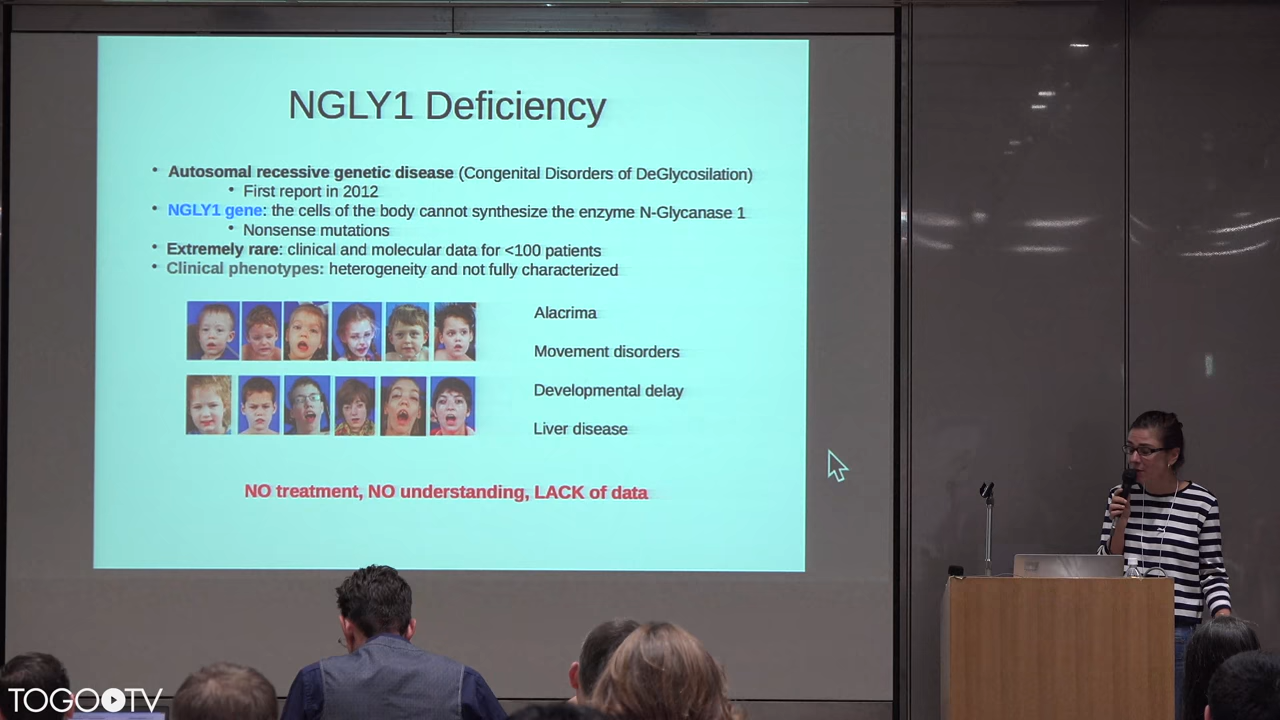 NGLY1 Deficiency
• Autosomal recessive genetic disease (Congenital Disorders of DeGlycosilation)
• First report in 2012
• NGLY1 gene: the cells of the body cannot synthesize the enzyme N-Glycanase 1
• Nonsense mutations
• Extremely rare: clinical and molecular data for <100 patients
• Clinical phenotypes: heterogeneity and not fully characterized
Alacrima
Movement disorders
Developmental delay
Liver disease
NO treatment, NO understanding, LACK of data
TOGO TV